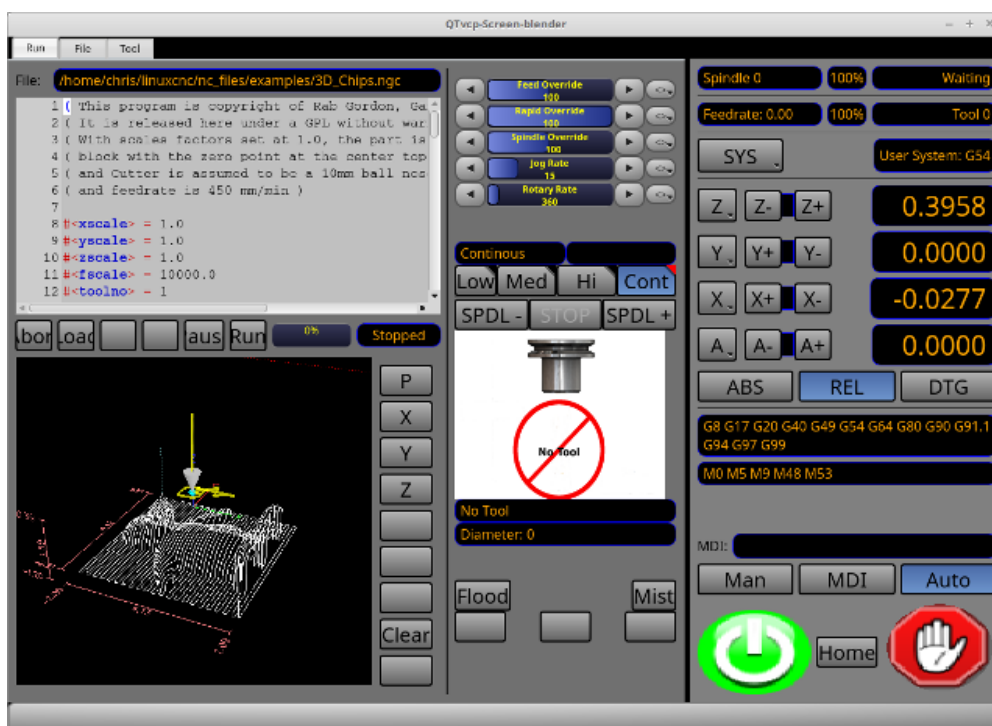 QTvcp-Screen-blender
Run File Tool
File: /home/chris/linuxcnc/nc_files/examples/3D_Chips.ngc
1 ( This program is copyright of Rab Gordon, Ga
2 ( It is released here under a GPL without war
3 ( With scales factors set at 1.0, the part is
4 ( block with the zero point at the center top
5 ( and Cutter is assumed to be a 10mm ball nos
6 ( and feedrate is 450 mm/min )
7
8 #<xscale> = 1.0
9 #<yscale> = 1.0
10 #<zscale> = 1.0
11 #<fscale> = 10000.0
12 #<toolno> = 1
bor Load aus Run 0% Stopped
P
X
Y
Z
Clear
Feed Override
100
Rapid Override
100
Spindle Override
100
Jog Rate
15
Rotary Rate
360
Continous
Low Med Hi Cont
SPDL - STOP SPDL +
No Tool
No Tool
Diameter: 0
Flood Mist
Spindle 0 100% Waiting
Feedrate: 0.00 100% Tool 0
SYS User System: G54
Z Z- Z+ 0.3958
Y Y+ Y- 0.0000
X X+ X- -0.0277
A A- A+ 0.0000
ABS REL DTG
G8 G17 G20 G40 G49 G54 G64 G80 G90 G91.1
G94 G97 G99
M0 M5 M9 M48 M53
MDI:
Man MDI Auto
Home